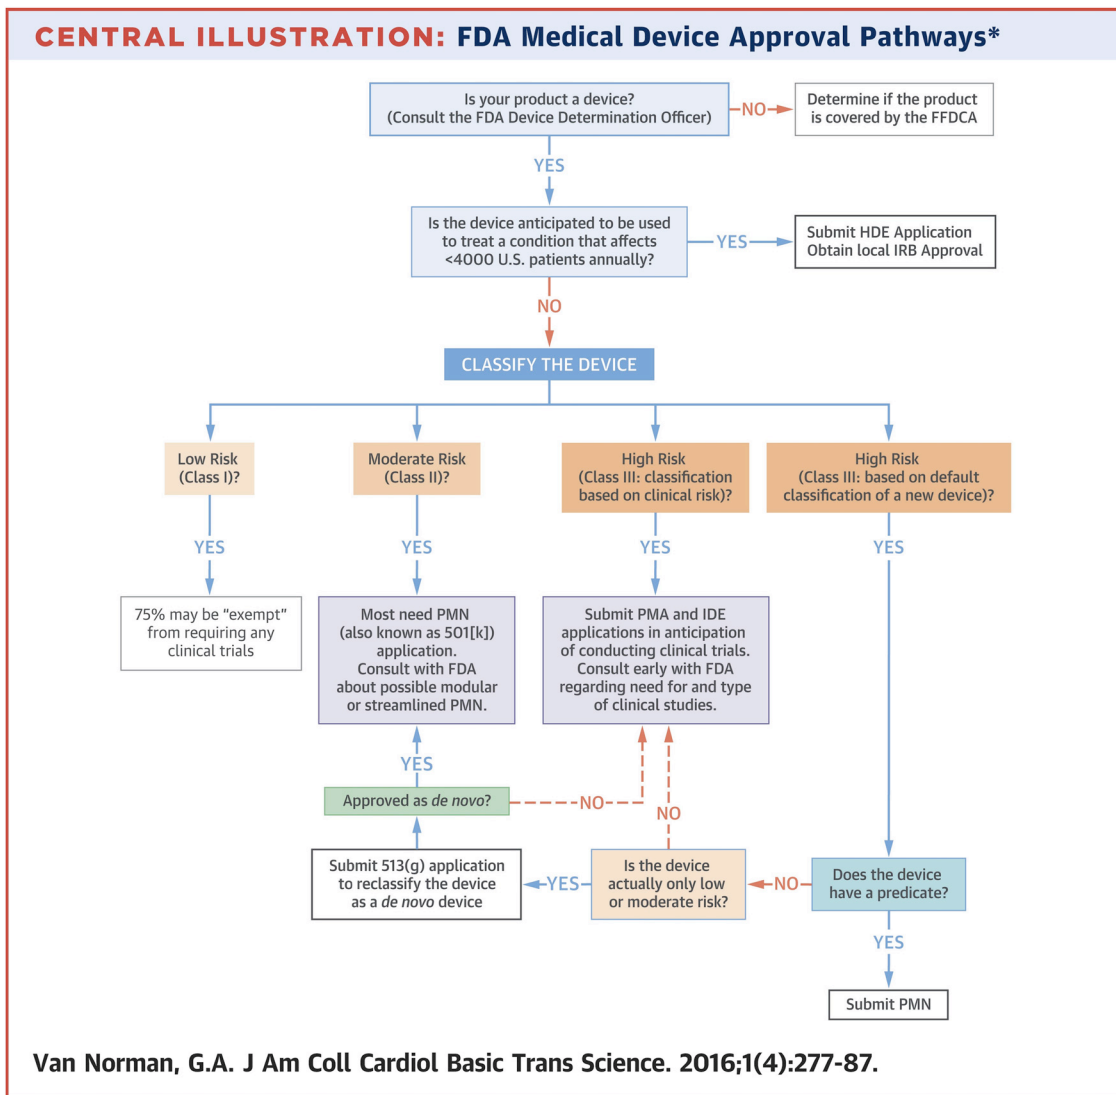 CENTRAL ILLUSTRATION: FDA Medical Device Approval Pathways*
Is your product a device?
(Consult the FDA Device Determination Officer)
NO
Determine if the product
is covered by the FFDCA
YES
Is the device anticipated to be used
to treat a condition that affects
<4000 U.S. patients annually?
YES
Submit HDE Application
Obtain local IRB Approval
NO
CLASSIFY THE DEVICE
Low Risk
(Class I)?
Moderate Risk
(Class II)?
High Risk
(Class III: classification
based on clinical risk)?
High Risk
(Class III: based on default
classification of a new device)?
YES
YES
YES
YES
75% may be “exempt”
from requiring any
clinical trials
Most need PMN
(also known as 501[k])
application.
Consult with FDA
about possible modular
or streamlined PMN.
Submit PMA and IDE
applications in anticipation
of conducting clinical trials.
Consult early with FDA
regarding need for and type
of clinical studies.
YES
Approved as de novo?
NO
NO
Submit 513(g) application
to reclassify the device
as a de novo device
YES
Is the device
actually only low
or moderate risk?
NO
Does the device
have a predicate?
YES
Submit PMN
Van Norman, G.A. J Am Coll Cardiol Basic Trans Science. 2016;1(4):277-87.